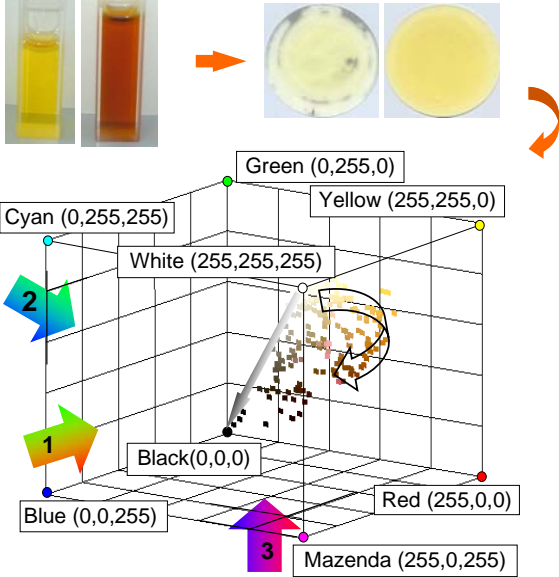 Green (0,255,0)
Yellow (255,255,0)
Cyan (0,255,255)
White (255,255,255)
2
1
Black(0,0,0)
Red (255,0,0)
Blue (0,0,255)
3
Mazenda (255,0,255)